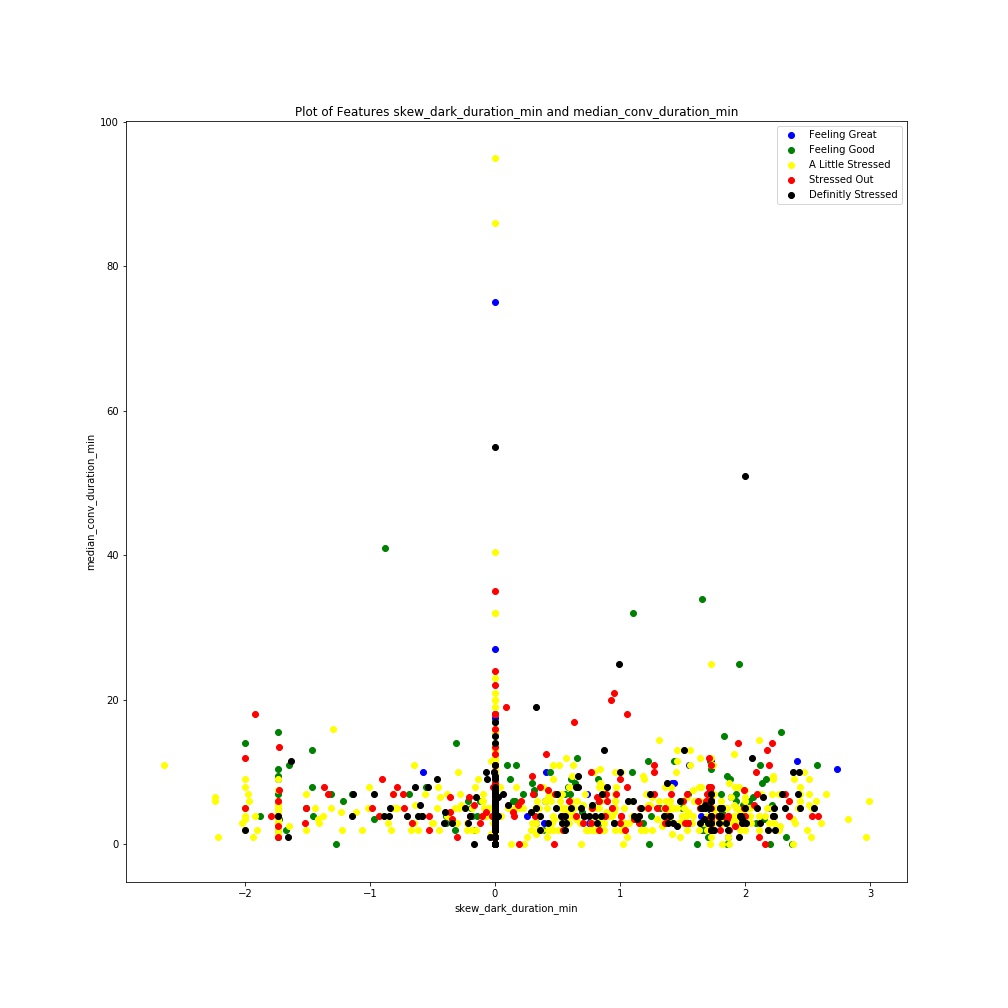 Plot of Features skew_dark_duration_min and median_conv_duration_min
100
80
60
40
20
0
median_conv_duration_min
−2
−1
0
1
2
3
skew_dark_duration_min
Feeling Great
Feeling Good
A Little Stressed
Stressed Out
Definitly Stressed